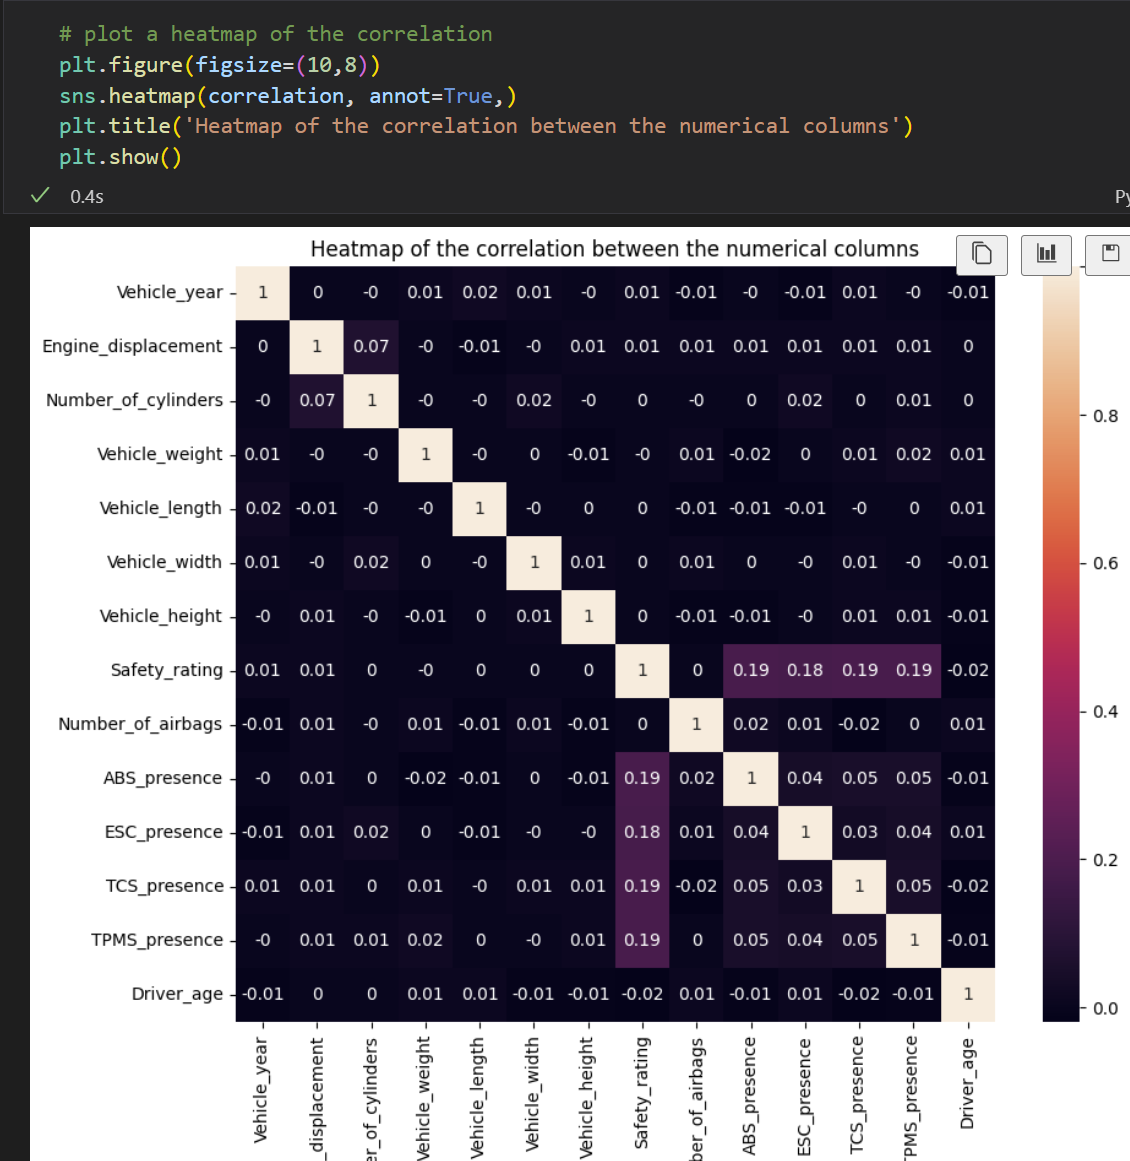 # plot a heatmap of the correlation
plt.figure(figsize=(10,8))
sns.heatmap(correlation, annot=True,)
plt.title('Heatmap of the correlation between the numerical columns')
plt.show()
0.4s
Py
Heatmap of the correlation between the numerical columns
Vehicle_year 1 0 -0 0.01 0.02 0.01 -0 0.01 -0.01 -0 -0.01 0.01 -0 -0.01
Engine_displacement 0 1 0.07 -0 -0.01 -0 0.01 0.01 0.01 0.01 0.01 0.01 0.01 0
Number_of_cylinders -0 0.07 1 -0 -0 0.02 -0 0 -0 0 0.02 0 0.01 0
Vehicle_weight 0.01 -0 -0 1 -0 0 -0.01 -0 0.01 -0.02 0 0.01 0.02 0.01
Vehicle_length 0.02 -0.01 -0 -0 1 -0 0 0 -0.01 -0.01 -0.01 -0 0 0.01
Vehicle_width 0.01 -0 0.02 0 -0 1 0.01 0 0.01 0 -0 0.01 -0 -0.01
Vehicle_height -0 0.01 -0 -0.01 0 0.01 1 0 -0.01 -0.01 -0 0.01 0.01 -0.01
Safety_rating 0.01 0.01 0 -0 0 0 0 1 0 0.19 0.18 0.19 0.19 -0.02
Number_of_airbags -0.01 0.01 -0 0.01 -0.01 0.01 -0.01 0 1 0.02 0.01 -0.02 0 0.01
ABS_presence -0 0.01 0 -0.02 -0.01 0 -0.01 0.19 0.02 1 0.04 0.05 0.05 -0.01
ESC_presence -0.01 0.01 0.02 0 -0.01 -0 -0 0.18 0.01 0.04 1 0.03 0.04 0.01
TCS_presence 0.01 0.01 0 0.01 -0 0.01 0.01 0.19 -0.02 0.05 0.03 1 0.05 -0.02
TPMS_presence -0 0.01 0.01 0.02 0 -0 0.01 0.19 0 0.05 0.04 0.05 1 -0.01
Driver_age -0.01 0 0 0.01 0.01 -0.01 -0.01 -0.02 0.01 -0.01 0.01 -0.02 -0.01 1
Vehicle_year
_displacement
er_of_cylinders
Vehicle_weight
Vehicle_length
Vehicle_width
Vehicle_height
Safety_rating
ber_of_airbags
ABS_presence
ESC_presence
TCS_presence
TPMS_presence
Driver_age
0.8
0.6
0.4
0.2
0.0